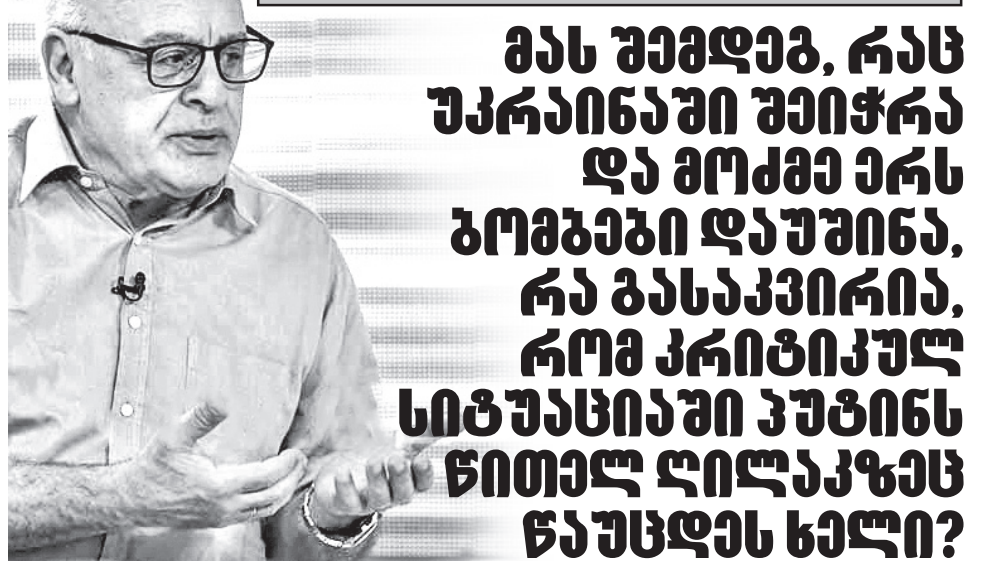 მას შემდეგ, რაც
უკრაინაში შეიჭრა
და მოძმე ერს
ბომბები დაუშინა,
რა გასაკვირია,
რომ კრიტიკულ
სიტუაციაში პუტინს
წითელ ღილაკზეც
წაუცდეს ხელი?